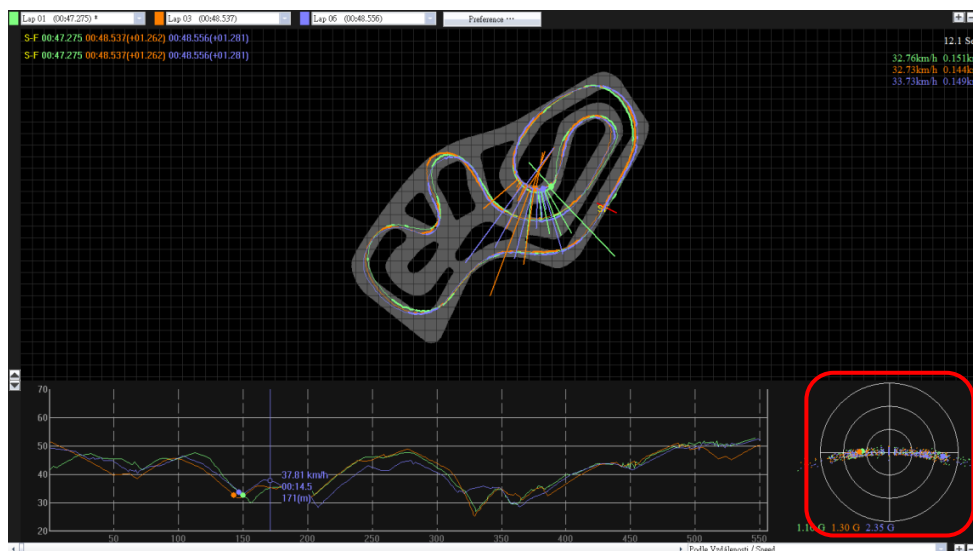 Lap 01 (00:47.275) * Lap 03 (00:48.537) Lap 06 (00:48.556) Preference ...
S-F 00:47.275 00:48.537(+01.262) 00:48.556(+01.281)
S-F 00:47.275 00:48.537(+01.262) 00:48.556(+01.281)
12.1 Se
32.76km/h 0.151k
32.73km/h 0.144k
33.73km/h 0.149k
S
70
60
50
40
30
20
37.81 km/h
00:14.5
171(m)
50 100 150 200 250 300 350 400 450 500 550
1.16 G 1.30 G 2.35 G
Podle Vzdálenosti / Speed